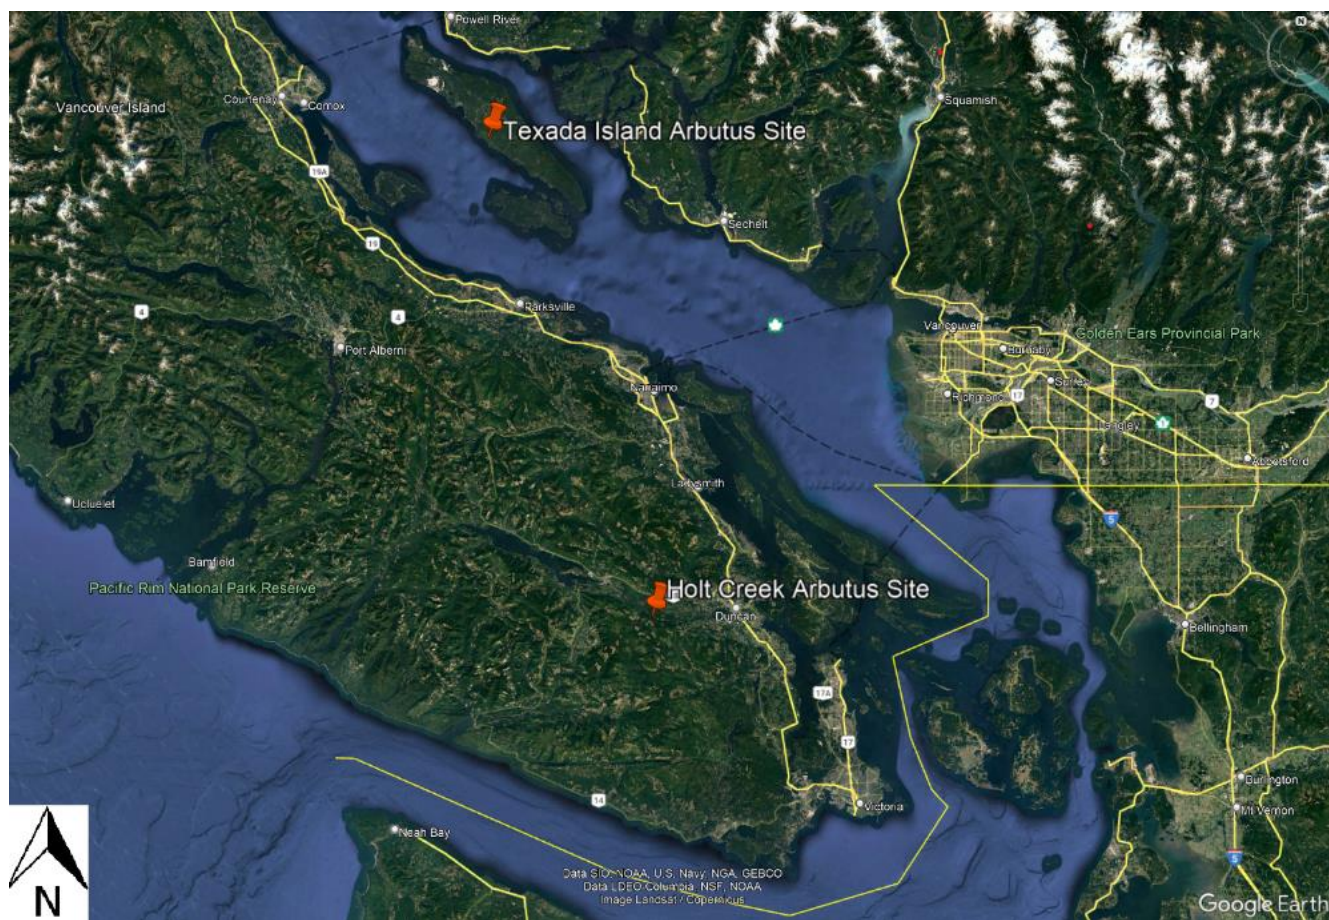 Powell River
Vancouver Island
Courtenay
Comox
Squamish
Texada Island Arbutus Site
19A
Sechelt
19
Parksville
4
4
Port Alberni
Vancouver
Golden Ears Provincial Park
Burnaby
Surrey
Nanaimo
Richmond
17
7
Langley
1
Abbotsford
Ladysmith
Ucluelet
5
Bamfield
Pacific Rim National Park Reserve
Holt Creek Arbutus Site
Duncan
Bellingham
17A
17
Burlington
14
Victoria
Mt Vernon
Neah Bay
5
N
Data SIO, NOAA, U.S. Navy, NGA, GEBCO
Data LDEO-Columbia, NSF, NOAA
Image Landsat / Copernicus
Google Earth
N